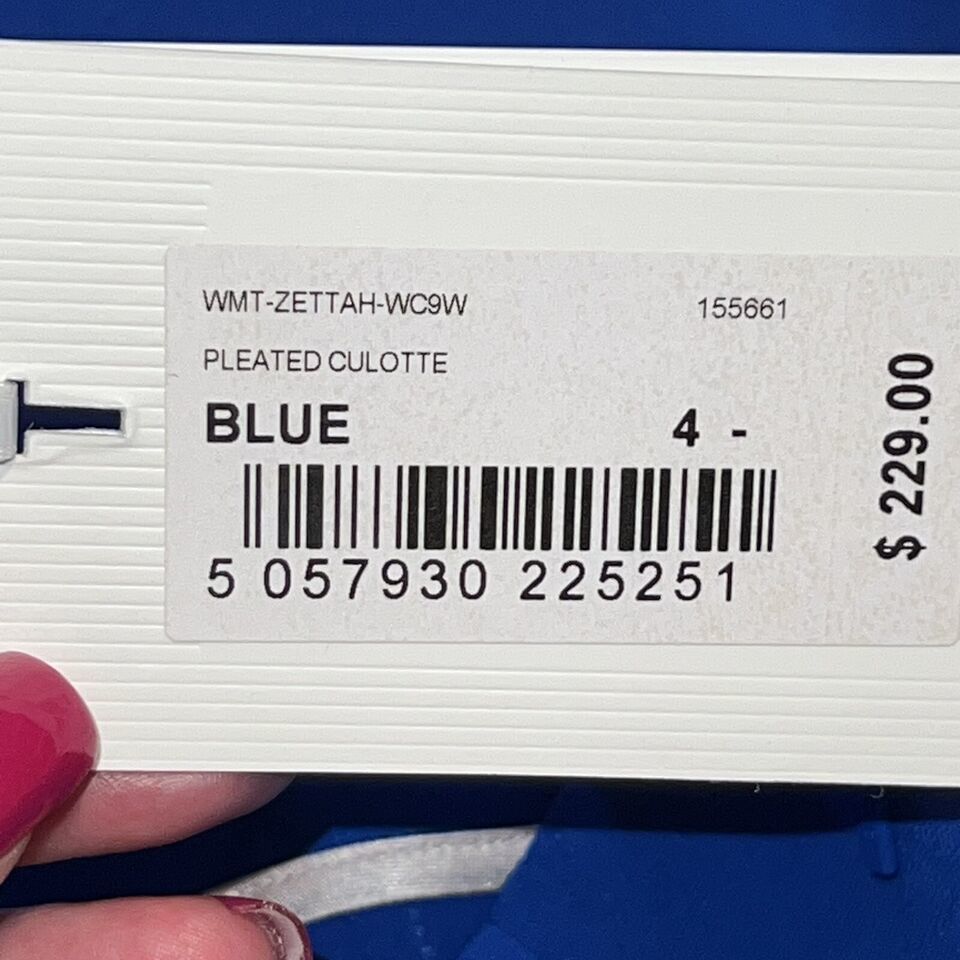 WMT-ZETTAH-WC9W 155661
PLEATED CULOTTE
BLUE 4 -
$ 229.00
5 057930 225251